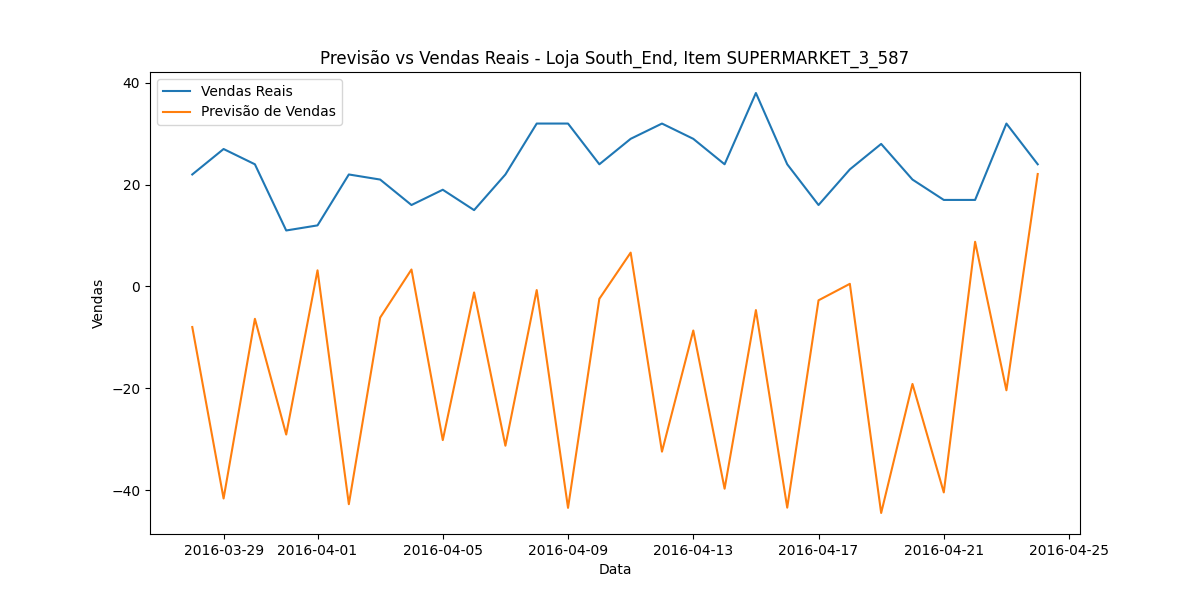 Previsão vs Vendas Reais - Loja South_End, Item SUPERMARKET_3_587
Vendas Reais
Previsão de Vendas
40
20
0
−20
−40
Vendas
2016-03-29 2016-04-01 2016-04-05 2016-04-09 2016-04-13 2016-04-17 2016-04-21 2016-04-25
Data